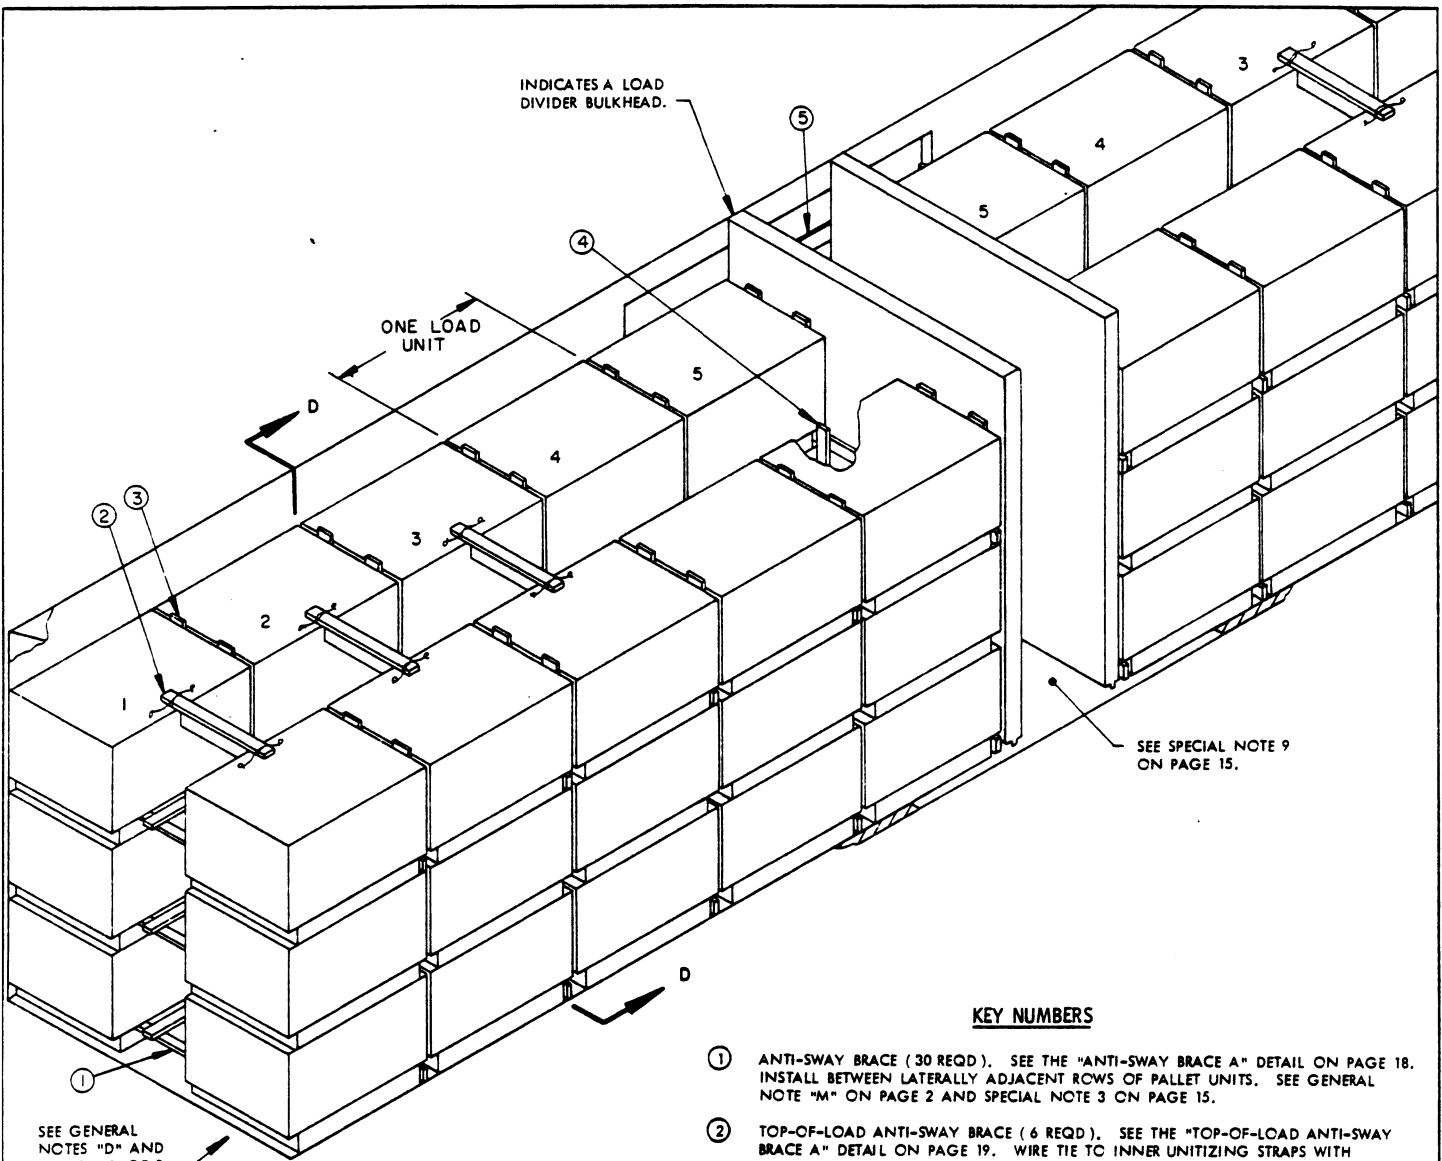 INDICATES A LOAD
DIVIDER BULKHEAD.
5
3
4
5
4
ONE LOAD
UNIT
5
D
4
3
2
3
2
1
SEE SPECIAL NOTE 9
ON PAGE 15.
D
1
SEE GENERAL
NOTES "D" AND
KEY NUMBERS
1 ANTI-SWAY BRACE (30 REQD). SEE THE "ANTI-SWAY BRACE A" DETAIL ON PAGE 18.
INSTALL BETWEEN LATERALLY ADJACENT ROWS OF PALLET UNITS. SEE GENERAL
NOTE "M" ON PAGE 2 AND SPECIAL NOTE 3 ON PAGE 15.
2 TOP-OF-LOAD ANTI-SWAY BRACE (6 REQD). SEE THE "TOP-OF-LOAD ANTI-SWAY
BRACE A" DETAIL ON PAGE 19. WIRE TIE TO INNER UNITIZING STRAPS WITH